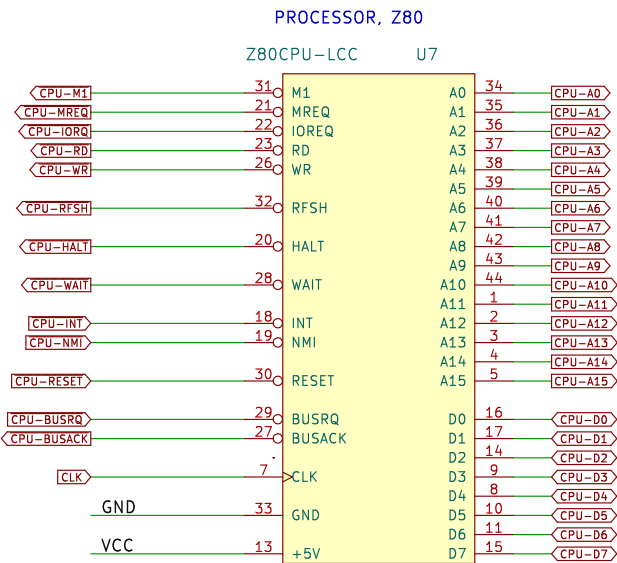 PROCESSOR, Z80
Z80CPU-LCC U7
CPU-M1 31 M1 A0 34 CPU-A0
CPU-MREQ 21 MREQ A1 35 CPU-A1
CPU-IORQ 22 IOREQ A2 36 CPU-A2
CPU-RD 23 RD A3 37 CPU-A3
CPU-WR 26 WR A4 38 CPU-A4
A5 39 CPU-A5
CPU-RFSH 32 RFSH A6 40 CPU-A6
A7 41 CPU-A7
CPU-HALT 20 HALT A8 42 CPU-A8
A9 43 CPU-A9
CPU-WAIT 28 WAIT A10 44 CPU-A10
A11 1 CPU-A11
CPU-INT 18 INT A12 2 CPU-A12
CPU-NMI 19 NMI A13 3 CPU-A13
A14 4 CPU-A14
CPU-RESET 30 RESET A15 5 CPU-A15
CPU-BUSRQ 29 BUSRQ D0 16 CPU-D0
CPU-BUSACK 27 BUSACK D1 17 CPU-D1
D2 14 CPU-D2
CLK 7 CLK D3 9 CPU-D3
D4 8 CPU-D4
GND 33 GND D5 10 CPU-D5
D6 11 CPU-D6
VCC 13 +5V D7 15 CPU-D7